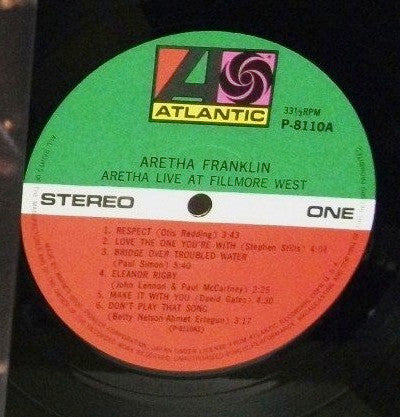 ATLANTIC
33⅓RPM
P-8110A
ARETHA FRANKLIN
ARETHA LIVE AT FILLMORE WEST
STEREO ONE
1. RESPECT (Otis Redding) 3:43
2. LOVE THE ONE YOU'RE WITH (Stephen Stills) 4:04
3. BRIDGE OVER TROUBLED WATER
(Paul Simon) 5:40
4. ELEANOR RIGBY
(John Lennon & Paul McCartney) 2:25
5. MAKE IT WITH YOU (David Gates) 4:30
6. DON'T PLAY THAT SONG
(Betty Nelson-Ahmet Ertegun) 3:17
(P-8110A1)